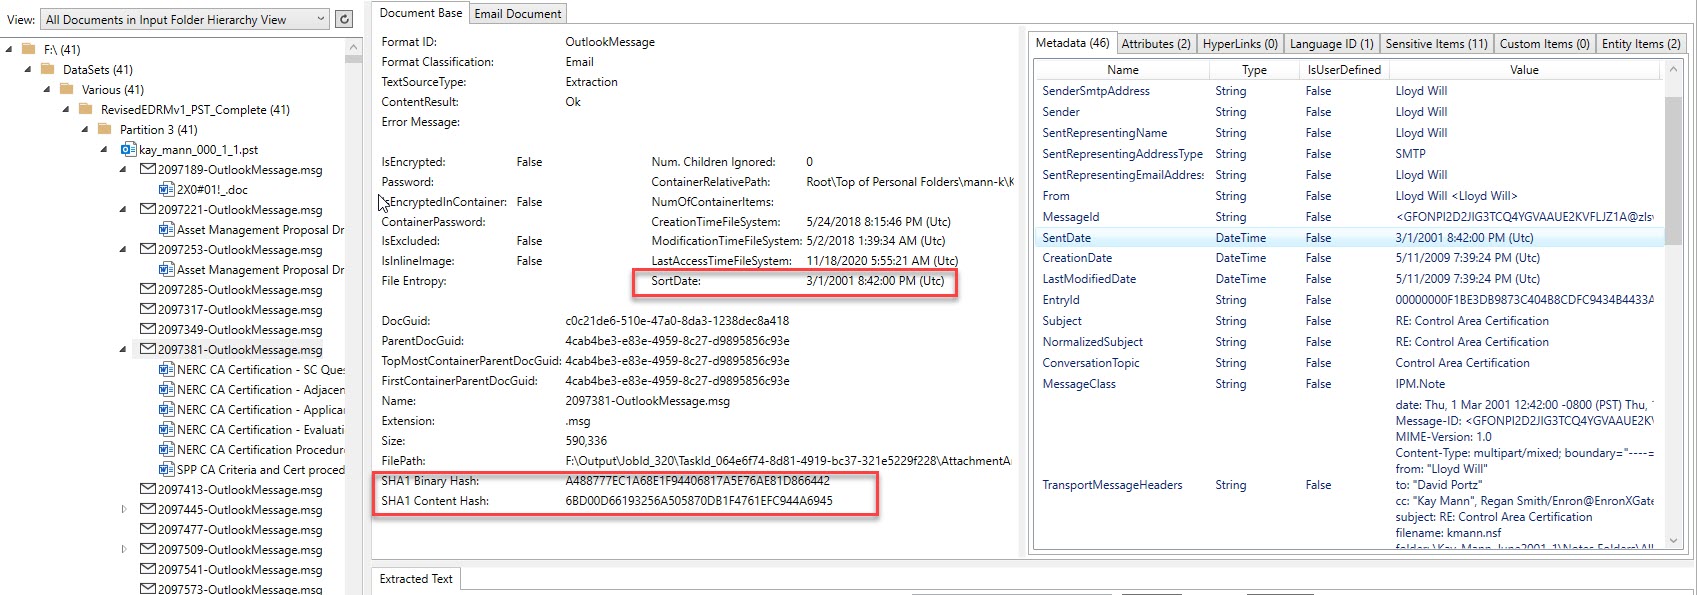 View: All Documents in Input Folder Hierarchy View
F:\ (41)
DataSets (41)
Various (41)
RevisedEDRMv1_PST_Complete (41)
Partition 3 (41)
kay_mann_000_1_1.pst
2097189-OutlookMessage.msg
2X0#01!_.doc
2097221-OutlookMessage.msg
Asset Management Proposal Dr
2097253-OutlookMessage.msg
Asset Management Proposal Dr
2097285-OutlookMessage.msg
2097317-OutlookMessage.msg
2097349-OutlookMessage.msg
2097381-OutlookMessage.msg
NERC CA Certification - SC Que
NERC CA Certification - Adjacen
NERC CA Certification - Applica
NERC CA Certification - Evaluati
NERC CA Certification Procedur
SPP CA Criteria and Cert proced
2097413-OutlookMessage.msg
2097445-OutlookMessage.msg
2097477-OutlookMessage.msg
2097509-OutlookMessage.msg
2097541-OutlookMessage.msg
2097573-OutlookMessage.msg
Document Base Email Document
Format ID: OutlookMessage
Format Classification: Email
TextSourceType: Extraction
ContentResult: Ok
Error Message:
IsEncrypted: False Num. Children Ignored: 0
Password: ContainerRelativePath: Root\Top of Personal Folders\mann-k\K
IsEncryptedInContainer: False NumOfContainerItems:
ContainerPassword: CreationTimeFileSystem: 5/24/2018 8:15:46 PM (Utc)
IsExcluded: False ModificationTimeFileSystem: 5/2/2018 1:39:34 AM (Utc)
IsInlineImage: False LastAccessTimeFileSystem: 11/18/2020 5:55:21 AM (Utc)
File Entropy: SortDate: 3/1/2001 8:42:00 PM (Utc)
DocGuid: c0c21de6-510e-47a0-8da3-1238dec8a418
ParentDocGuid: 4cab4be3-e83e-4959-8c27-d9895856c93e
TopMostContainerParentDocGuid: 4cab4be3-e83e-4959-8c27-d9895856c93e
FirstContainerParentDocGuid: 4cab4be3-e83e-4959-8c27-d9895856c93e
Name: 2097381-OutlookMessage.msg
Extension: .msg
Size: 590,336
FilePath: F:\Output\JobId_320\TaskId_064e6f74-8d81-4919-bc37-321e5229f228\AttachmentAr
SHA1 Binary Hash: A488777EC1A68E1F94406817A5E76AE81D866442
SHA1 Content Hash: 6BD00D66193256A505870DB1F4761EFC944A6945
Extracted Text
Metadata (46) Attributes (2) HyperLinks (0) Language ID (1) Sensitive Items (11) Custom Items (0) Entity Items (2)
Name Type IsUserDefined Value
SenderSmtpAddress String False Lloyd Will
Sender String False Lloyd Will
SentRepresentingName String False Lloyd Will
SentRepresentingAddressType String False SMTP
SentRepresentingEmailAddress String False Lloyd Will
From String False Lloyd Will <Lloyd Will>
MessageId String False <GFONPI2D2JIG3TCQ4YGVAAUE2KVFLJZ1A@zlsv
SentDate DateTime False 3/1/2001 8:42:00 PM (Utc)
CreationDate DateTime False 5/11/2009 7:39:24 PM (Utc)
LastModifiedDate DateTime False 5/11/2009 7:39:24 PM (Utc)
EntryId String False 00000000F1BE3DB9873C404B8CDFC9434B4433A
Subject String False RE: Control Area Certification
NormalizedSubject String False RE: Control Area Certification
ConversationTopic String False Control Area Certification
MessageClass String False IPM.Note
date: Thu, 1 Mar 2001 12:42:00 -0800 (PST) Thu,
Message-ID: <GFONPI2D2JIG3TCQ4YGVAAUE2K\
MIME-Version: 1.0
Content-Type: multipart/mixed; boundary="----=
from: "Lloyd Will"
TransportMessageHeaders String False to: "David Portz"
cc: "Kay Mann", Regan Smith/Enron@EnronXGate
subject: RE: Control Area Certification
filename: kmann.nsf
folder: \Kay_Mann_June2001_1\Notes Folders\All